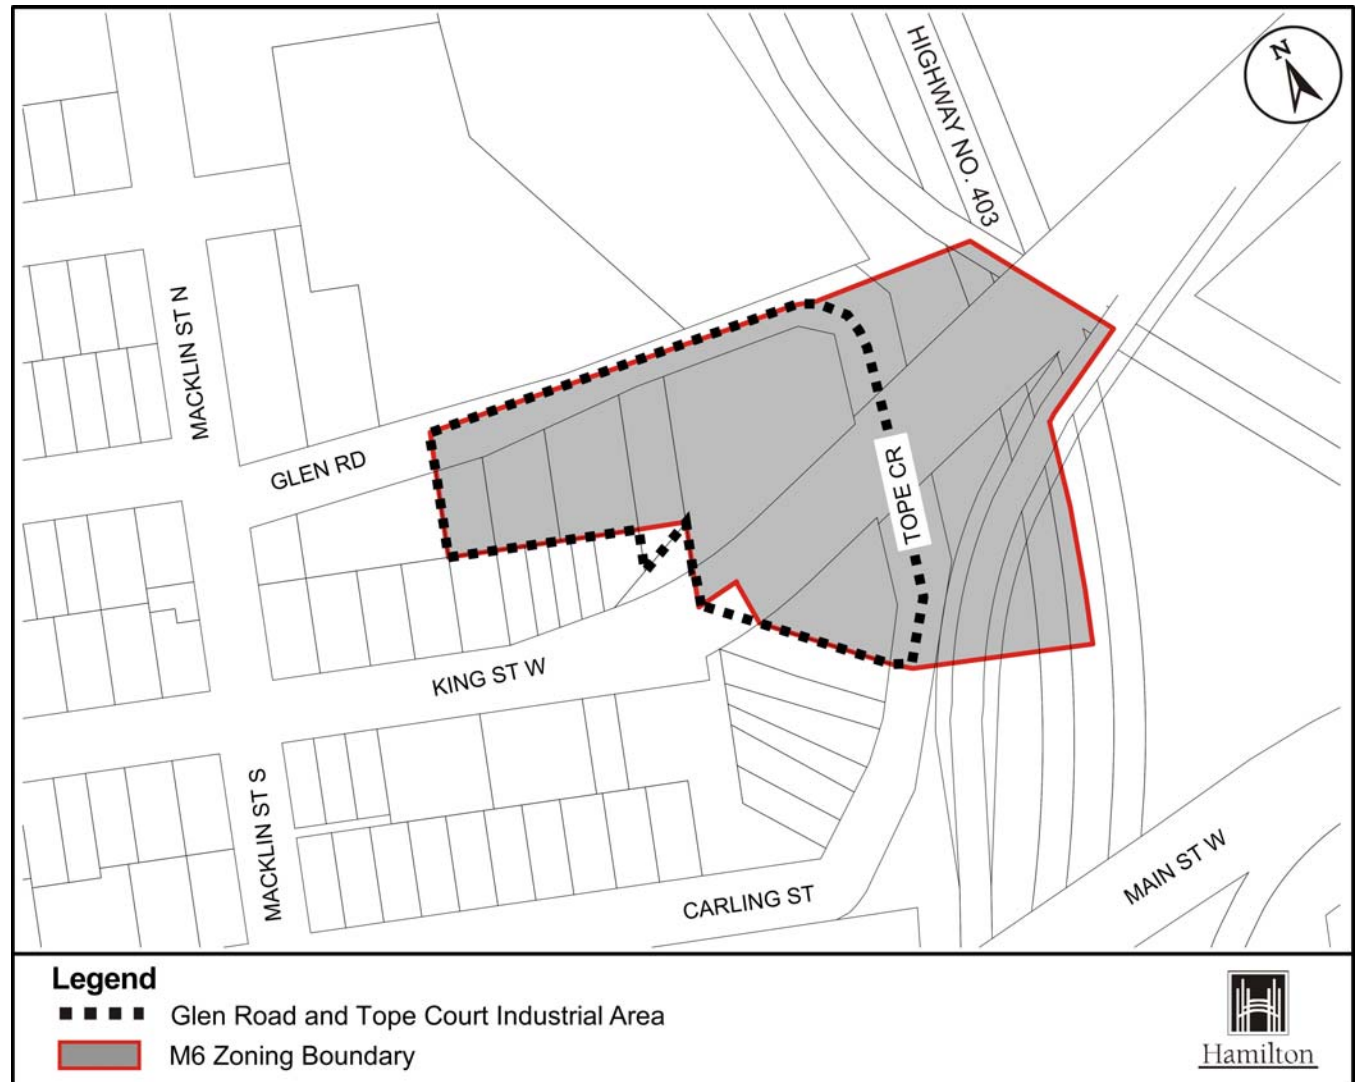 HIGHWAY NO. 403
N
MACKLIN ST N
GLEN RD
TOPE CR
KING ST W
MACKLIN ST S
CARLING ST
MAIN ST W
Legend
Glen Road and Tope Court Industrial Area
M6 Zoning Boundary
Hamilton